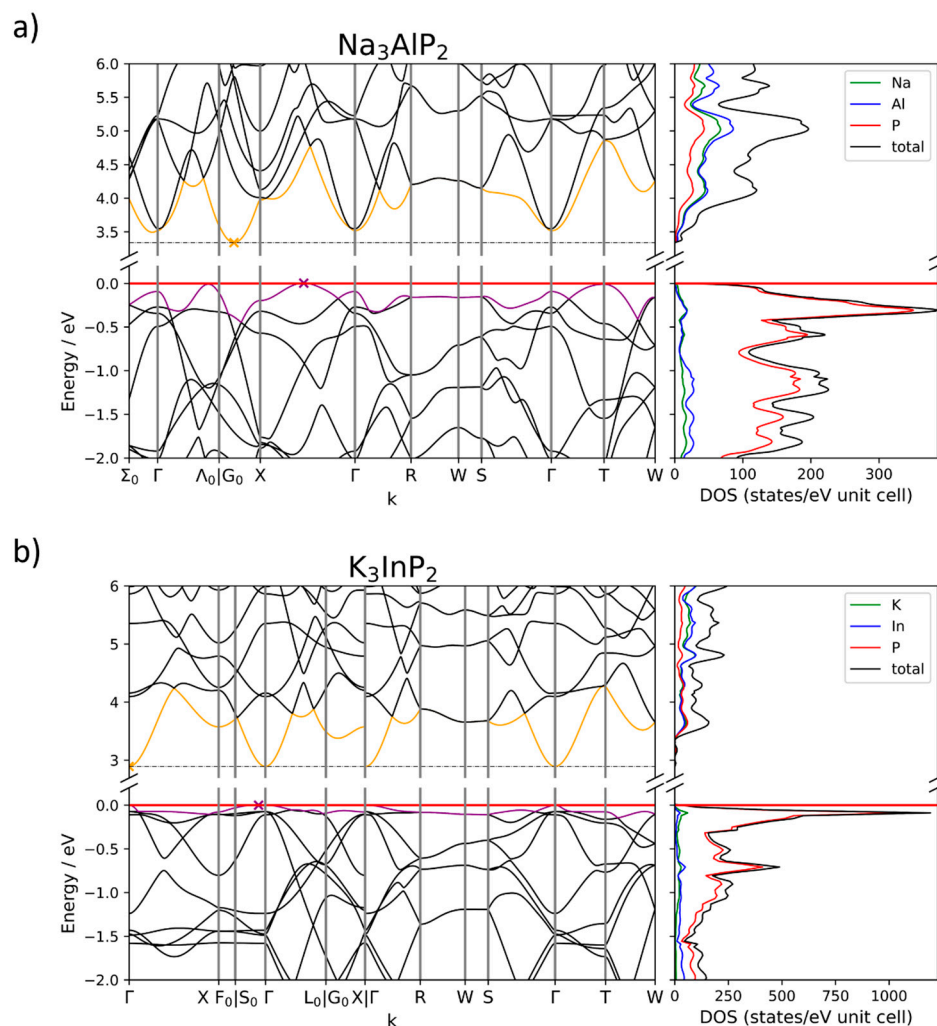 a)
Na₃AlP₂
6.0
5.5
5.0
4.5
4.0
3.5
0.0
−0.5
−1.0
−1.5
−2.0
Energy / eV
Σ₀ Γ Λ₀|G₀ X Γ R W S Γ T W
k
Na
Al
P
total
0 100 200 300
DOS (states/eV unit cell)
b)
K₃InP₂
6
5
4
3
0.0
−0.5
−1.0
−1.5
−2.0
Energy / eV
Γ X F₀|S₀ Γ L₀|G₀ X|Γ R W S Γ T W
k
K
In
P
total
0 250 500 750 1000
DOS (states/eV unit cell)